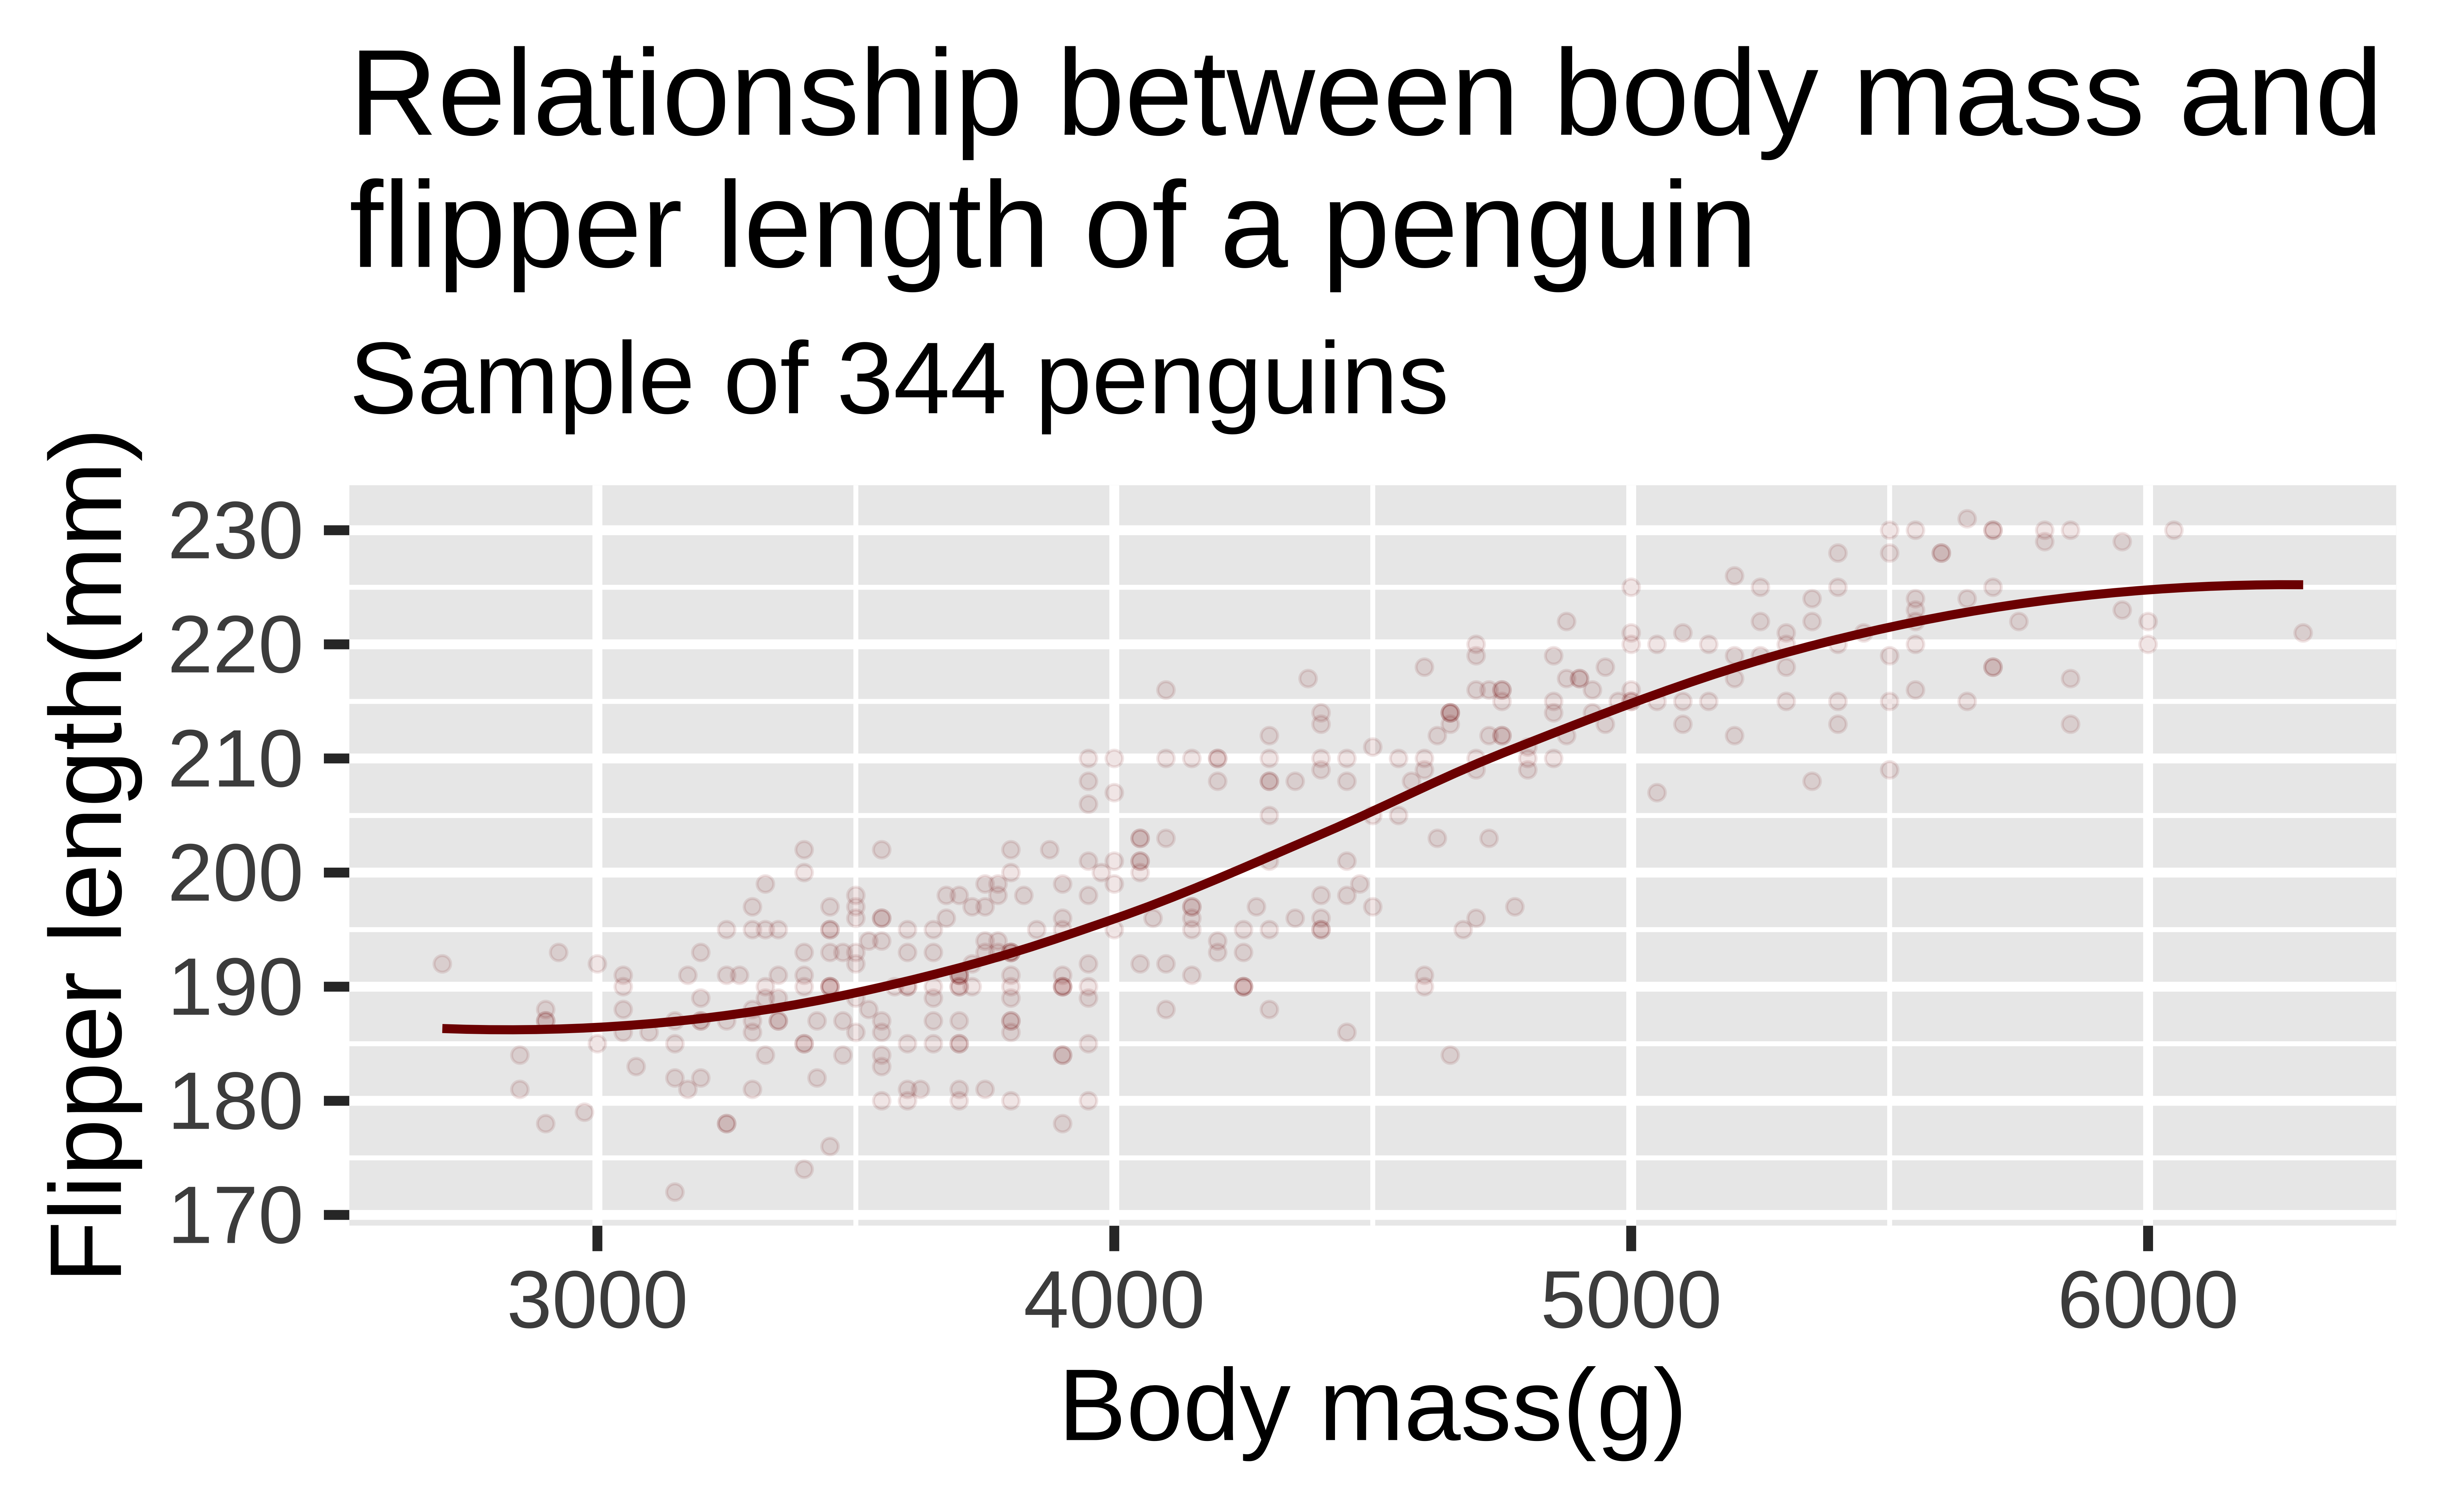 Relationship between body mass and
flipper length of a penguin
Sample of 344 penguins
Flipper length(mm)
230
220
210
200
190
180
170
3000 4000 5000 6000
Body mass(g)